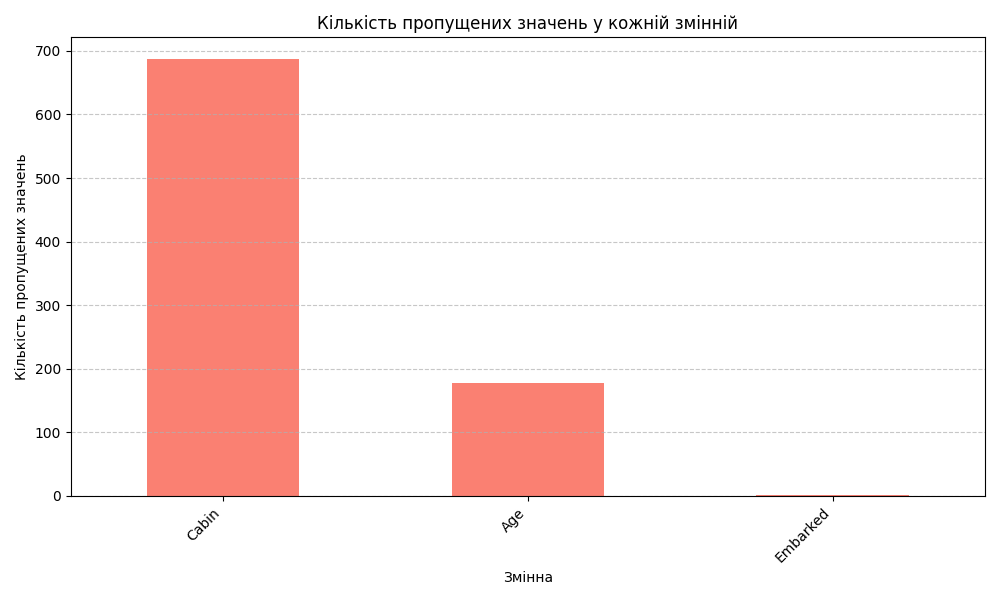 Кількість пропущених значень у кожній змінній
Кількість пропущених значень
700
600
500
400
300
200
100
0
Cabin
Age
Embarked
Змінна